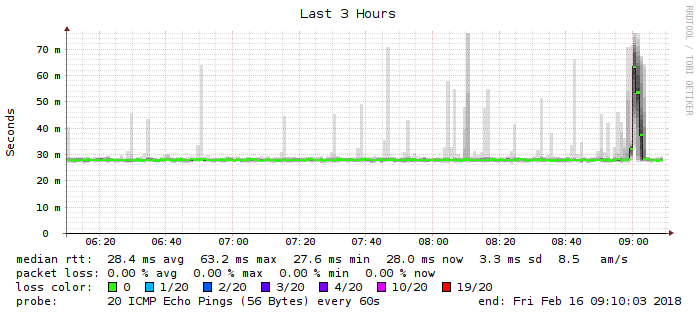 Last 3 Hours
RRDTOOL / TOBI OETIKER
Seconds
70 m
60 m
50 m
40 m
30 m
20 m
10 m
0
06:20 06:40 07:00 07:20 07:40 08:00 08:20 08:40 09:00
median rtt: 28.4 ms avg 63.2 ms max 27.6 ms min 28.0 ms now 3.3 ms sd 8.5 am/s
packet loss: 0.00 % avg 0.00 % max 0.00 % min 0.00 % now
loss color: 0 1/20 2/20 3/20 4/20 10/20 19/20
probe: 20 ICMP Echo Pings (56 Bytes) every 60s end: Fri Feb 16 09:10:03 2018